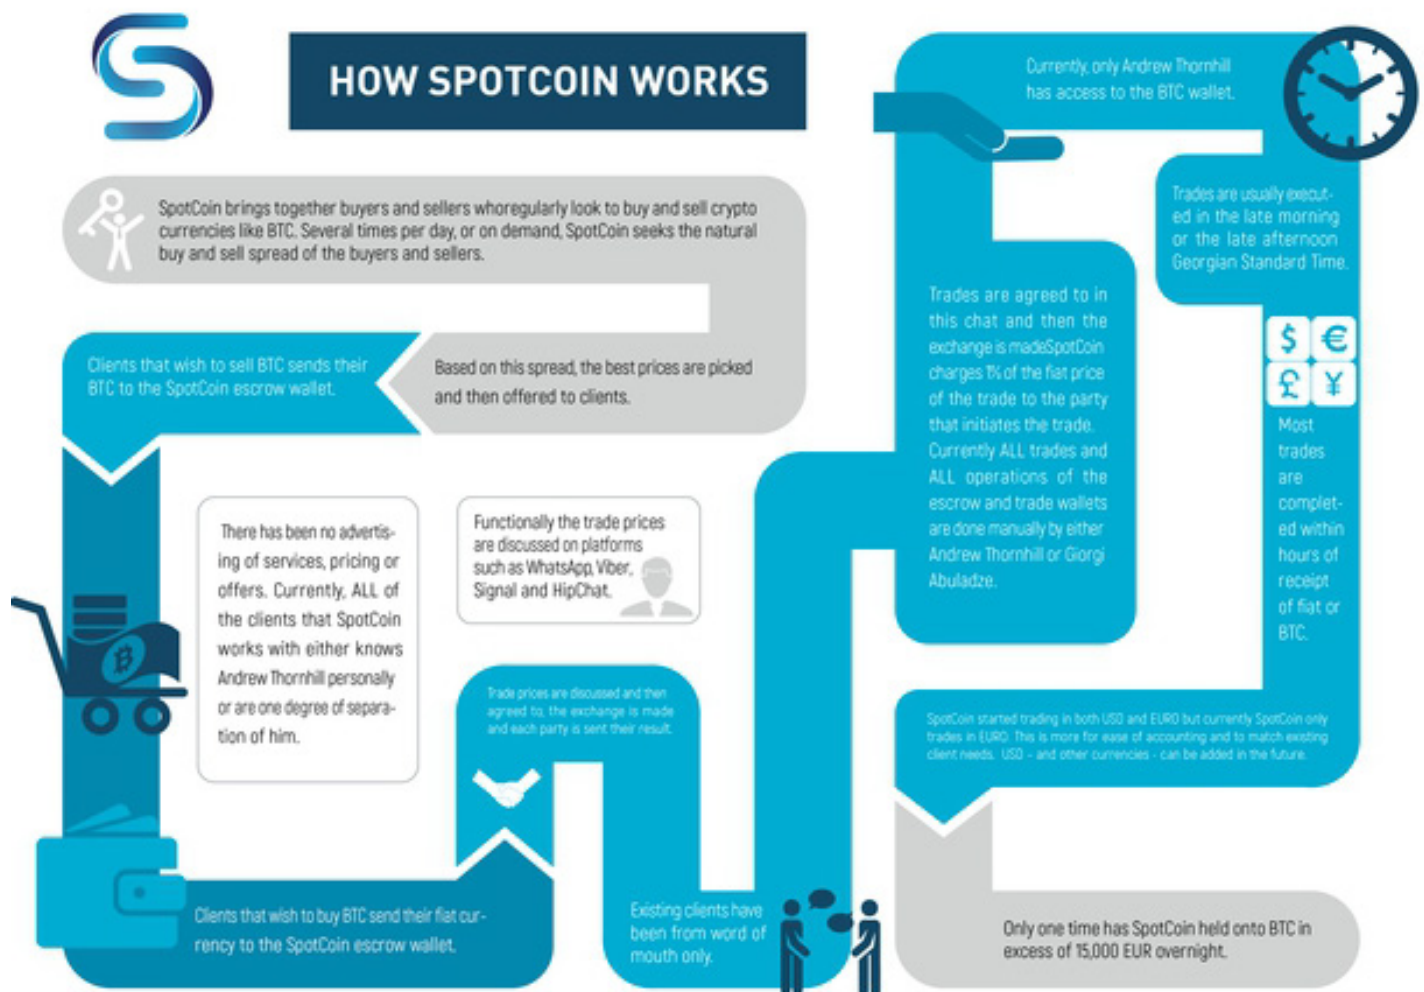 HOW SPOTCOIN WORKS
SpotCoin brings together buyers and sellers whoregularly look to buy and sell crypto
currencies like BTC. Several times per day, or on demand, SpotCoin seeks the natural
buy and sell spread of the buyers and sellers.
Based on this spread, the best prices are picked
and then offered to clients.
Clients that wish to sell BTC sends their
BTC to the SpotCoin escrow wallet.
There has been no advertis-
ing of services, pricing or
offers. Currently, ALL of
the clients that SpotCoin
works with either knows
Andrew Thornhill personally
or are one degree of separa-
tion of him.
Functionally the trade prices
are discussed on platforms
such as WhatsApp, Viber,
Signal and HipChat.
Clients that wish to buy BTC send their fiat cur-
rency to the SpotCoin escrow wallet.
Trade prices are discussed and then
agreed to, the exchange is made
and each party is sent their result.
Existing clients have
been from word of
mouth only.
Trades are agreed to in
this chat and then the
exchange is madeSpotCoin
charges 1% of the fiat price
of the trade to the party
that initiates the trade.
Currently ALL trades and
ALL operations of the
escrow and trade wallets
are done manually by either
Andrew Thornhill or Giorgi
Abuladze.
Currently, only Andrew Thornhill
has access to the BTC wallet.
Trades are usually execut-
ed in the late morning
or the late afternoon
Georgian Standard Time.
$ €
£ ¥
Most
trades
are
complet-
ed within
hours of
receipt
of fiat or
BTC.
SpotCoin started trading in both USD and EURO but currently SpotCoin only
trades in EURO. This is more for ease of accounting and to match existing
client needs. USD – and other currencies - can be added in the future.
Only one time has SpotCoin held onto BTC in
excess of 15,000 EUR overnight.